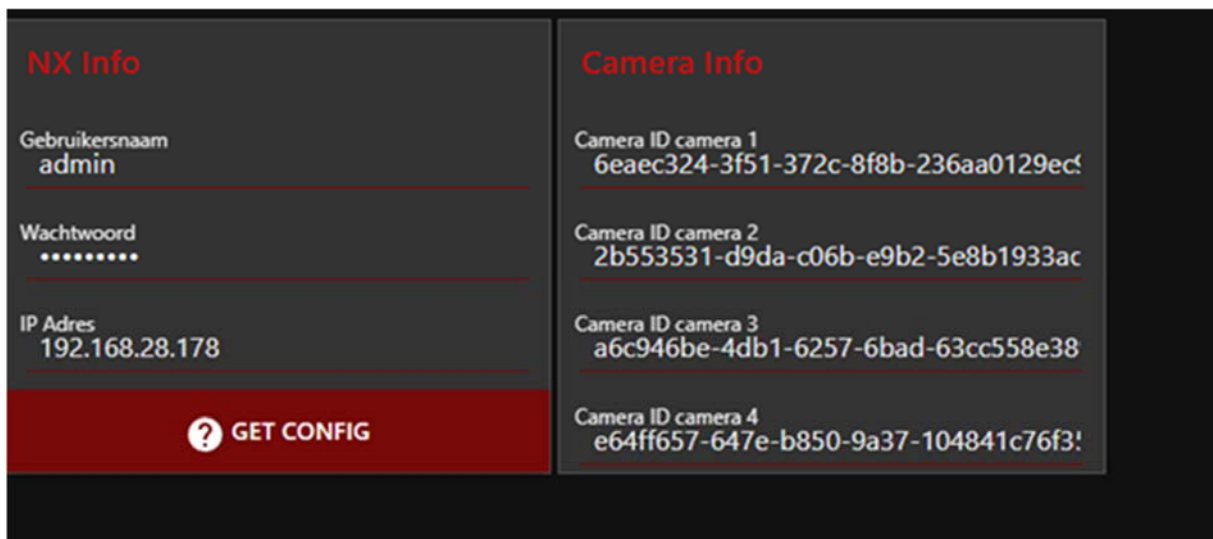 NX Info
Gebruikersnaam
admin
Wachtwoord
•••••••••
IP Adres
192.168.28.178
GET CONFIG
Camera Info
Camera ID camera 1
6eaec324-3f51-372c-8f8b-236aa0129ec
Camera ID camera 2
2b553531-d9da-c06b-e9b2-5e8b1933ac
Camera ID camera 3
a6c946be-4db1-6257-6bad-63cc558e38
Camera ID camera 4
e64ff657-647e-b850-9a37-104841c76f3